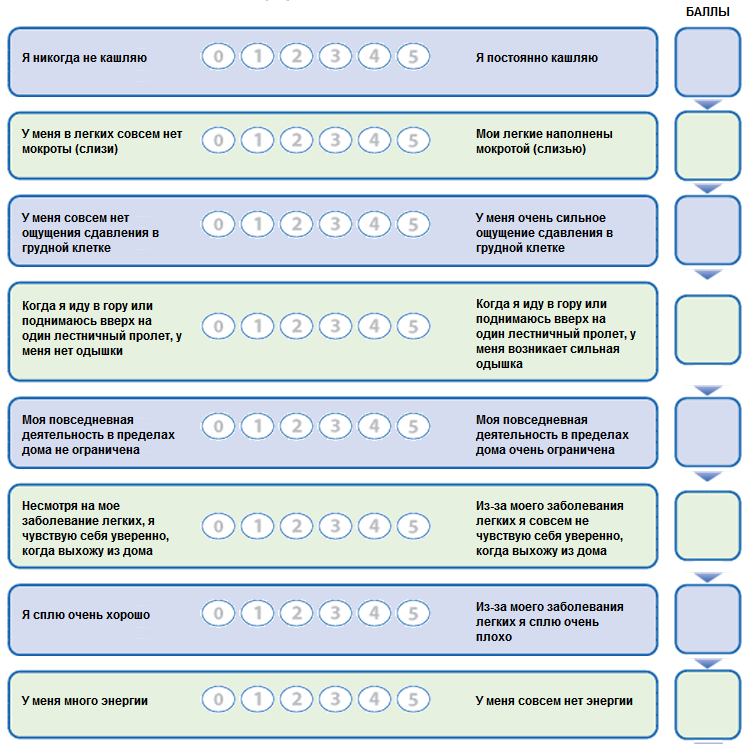 БАЛЛЫ
Я никогда не кашляю 0 1 2 3 4 5 Я постоянно кашляю
У меня в легких совсем нет
мокроты (слизи)
0 1 2 3 4 5
Мои легкие наполнены
мокротой (слизью)
У меня совсем нет
ощущения сдавления в
грудной клетке
0 1 2 3 4 5
У меня очень сильное
ощущение сдавления в
грудной клетке
Когда я иду в гору или
поднимаюсь вверх на
один лестничный пролет, у
меня нет одышки
0 1 2 3 4 5
Когда я иду в гору или
поднимаюсь вверх на
один лестничный пролет, у
меня возникает сильная
одышка
Моя повседневная
деятельность в пределах
дома не ограничена
0 1 2 3 4 5
Моя повседневная
деятельность в пределах
дома очень ограничена
Несмотря на мое
заболевание легких, я
чувствую себя уверенно,
когда выхожу из дома
0 1 2 3 4 5
Из-за моего заболевания
легких я совсем не
чувствую себя уверенно,
когда выхожу из дома
Я сплю очень хорошо
0 1 2 3 4 5
Из-за моего заболевания
легких я сплю очень
плохо
У меня много энергии 0 1 2 3 4 5 У меня совсем нет энергии